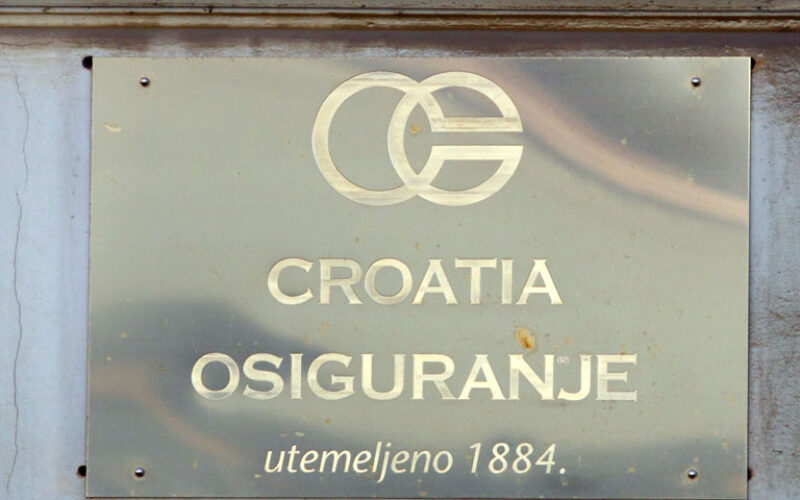 CROATIA
OSIGURANJE
utemeljeno 1884.